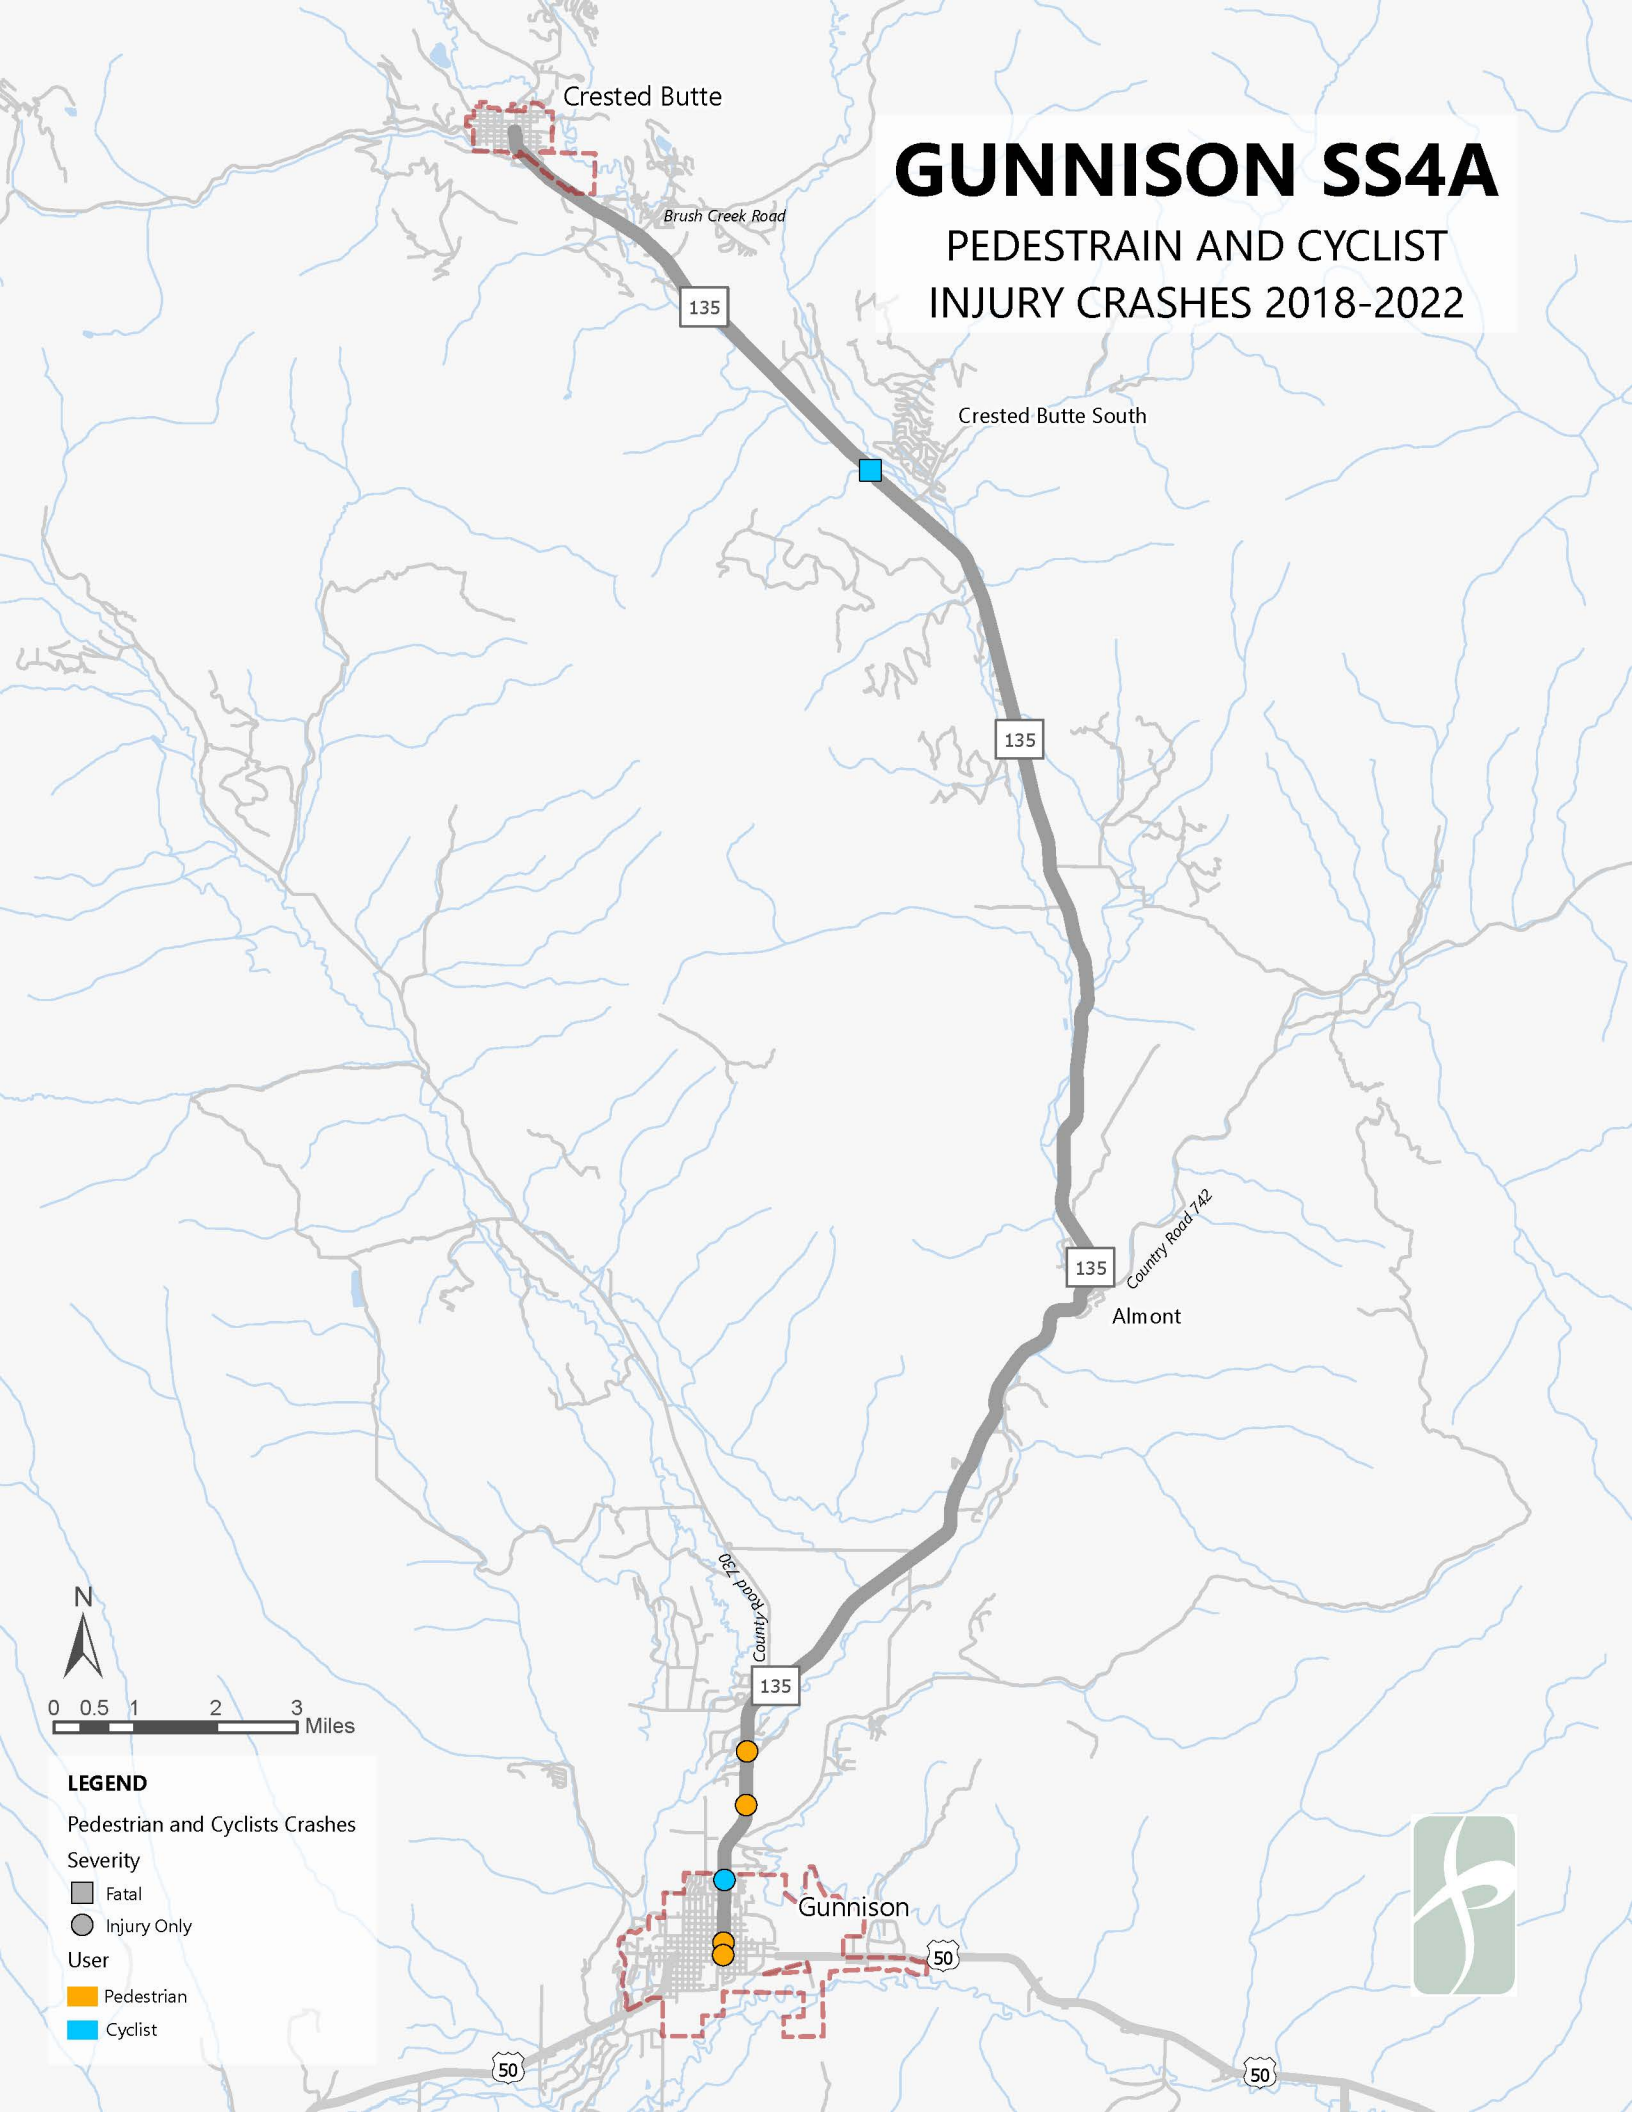 Crested Butte
GUNNISON SS4A
PEDESTRAIN AND CYCLIST
INJURY CRASHES 2018-2022
Brush Creek Road
135
Crested Butte South
135
Country Road 742
135
Almont
County Road 730
135
N
0 0.5 1 2 3
Miles
LEGEND
Pedestrian and Cyclists Crashes
Severity
Fatal
Injury Only
User
Pedestrian
Cyclist
Gunnison
50
50
50